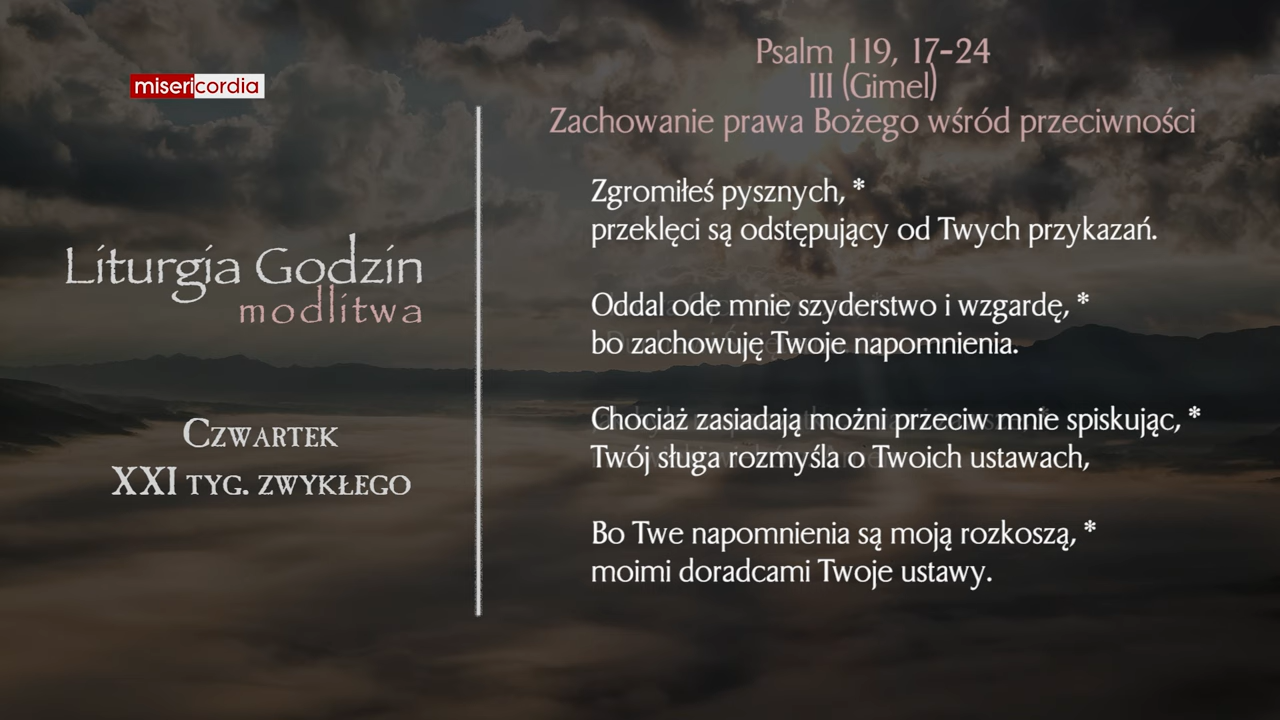 misericordia
Liturgia Godzin
modlitwa
Czwartek
XXI tyg. zwykłego
Psalm 119, 17-24
III (Gimel)
Zachowanie prawa Bożego wśród przeciwności
Zgromiłeś pysznych, *
przeklęci są odstępujący od Twych przykazań.
Oddal ode mnie szyderstwo i wzgardę, *
bo zachowuję Twoje napomnienia.
Chociaż zasiadają możni przeciw mnie spiskując, *
Twój sługa rozmyśla o Twoich ustawach,
Bo Twe napomnienia są moją rozkoszą, *
moimi doradcami Twoje ustawy.